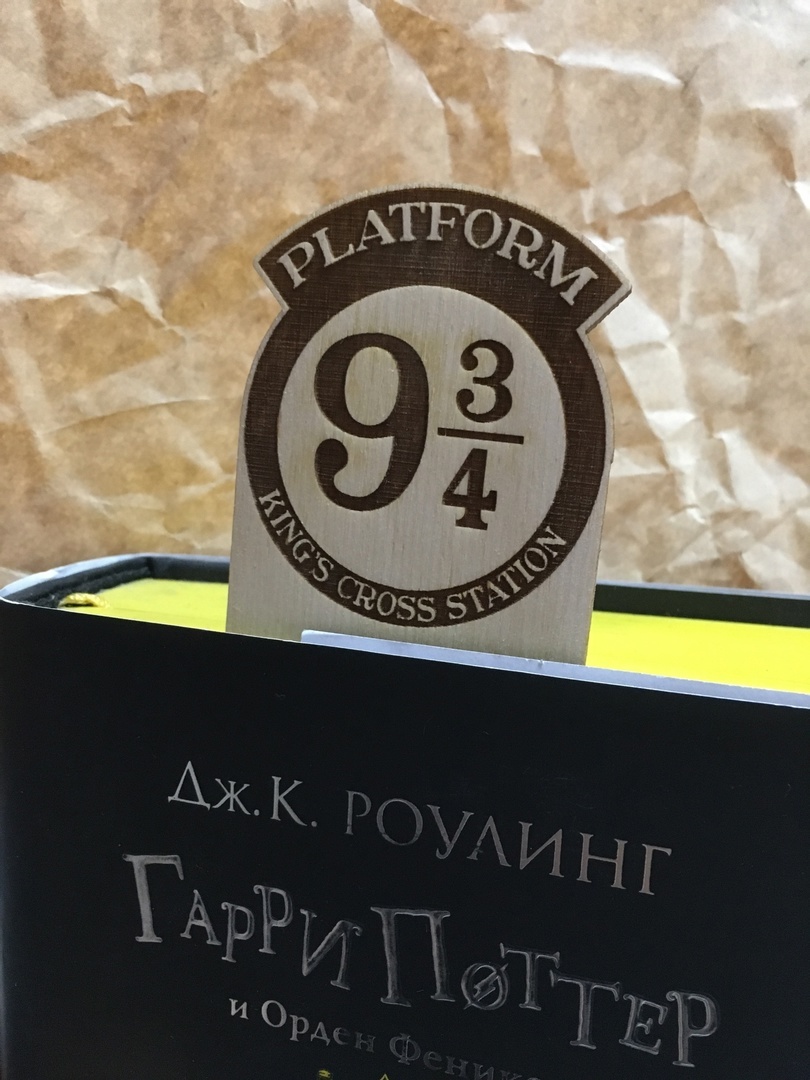 PLATFORM
9 3/4
KING'S CROSS STATION
Дж. К. РОУЛИНГ
ГАРРИ ПОТТЕР
и Орден